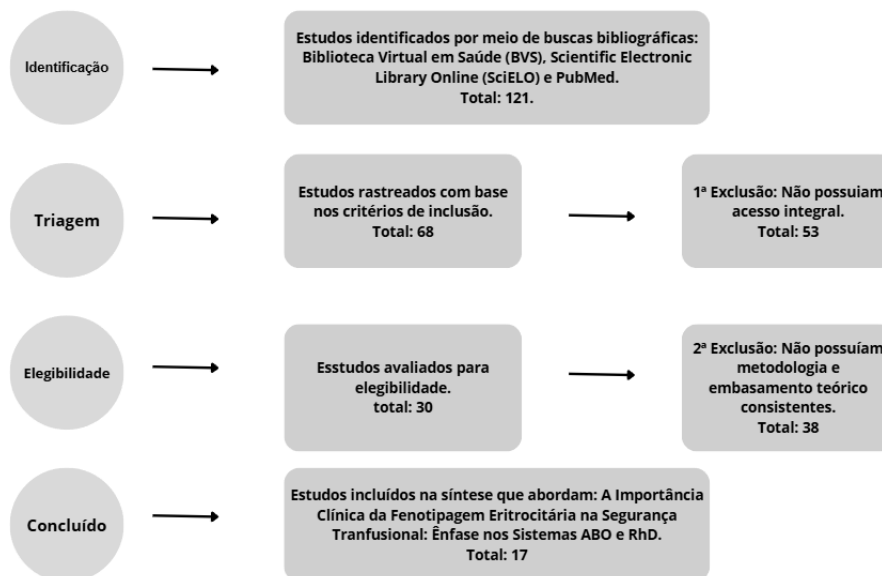 Identificação
Estudos identificados por meio de buscas bibliográficas:
Biblioteca Virtual em Saúde (BVS), Scientific Electronic
Library Online (SciELO) e PubMed.
Total: 121.
Triagem
Estudos rastreados com base
nos critérios de inclusão.
Total: 68
1ª Exclusão: Não possuiam
acesso integral.
Total: 53
Elegibilidade
Esstudos avaliados para
elegibilidade.
total: 30
2ª Exclusão: Não possuíam
metodologia e
embasamento teórico
consistentes.
Total: 38
Concluído
Estudos incluídos na síntese que abordam: A Importância
Clínica da Fenotipagem Eritrocitária na Segurança
Tranfusional: Ênfase nos Sistemas ABO e RhD.
Total: 17